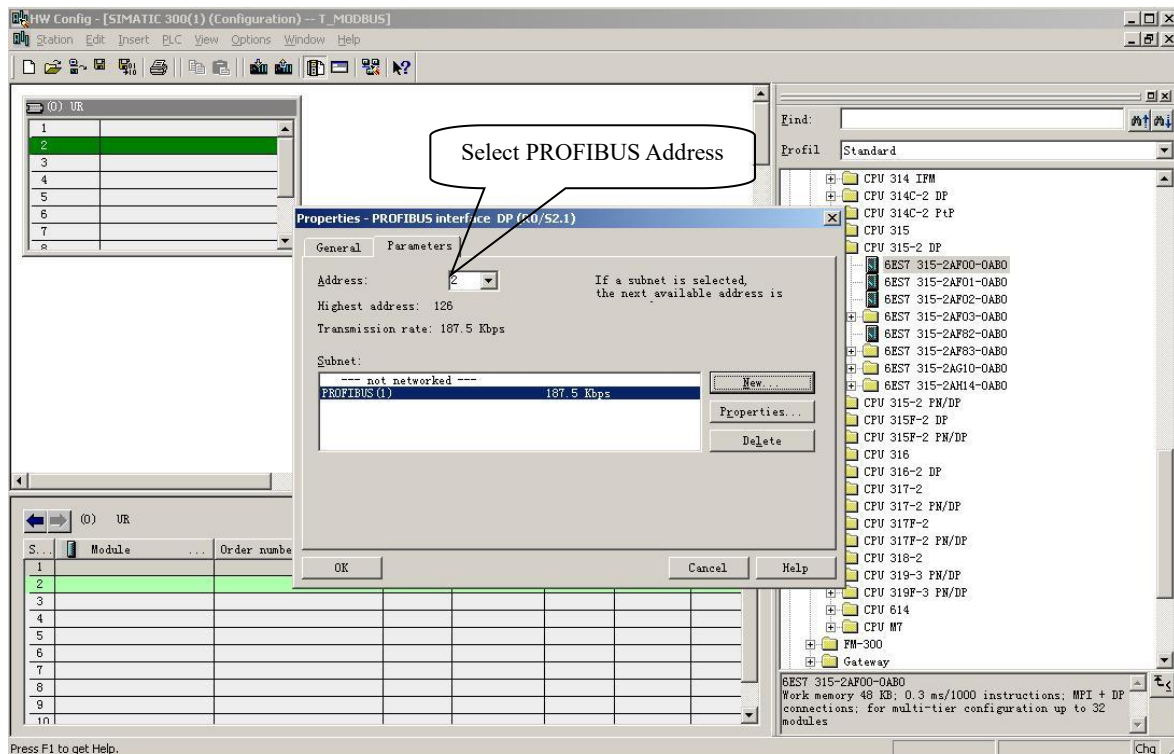 HW Config - [SIMATIC 300(1) (Configuration) -- T_MODBUS]
Station Edit Insert PLC View Options Window Help
(0) UR
1
2
3
4
5
6
7
8
Select PROFIBUS Address
Properties - PROFIBUS interface DP (R0/S2.1)
General Parameters
Address: 2
If a subnet is selected,
the next available address is
Highest address: 126
Transmission rate: 187.5 Kbps
Subnet:
--- not networked ---
PROFIBUS(1) 187.5 Kbps
New...
Properties...
Delete
OK Cancel Help
Find:
Profil Standard
CPU 314 IFM
CPU 314C-2 DP
CPU 314C-2 PtP
CPU 315
CPU 315-2 DP
6ES7 315-2AF00-0AB0
6ES7 315-2AF01-0AB0
6ES7 315-2AF02-0AB0
6ES7 315-2AF03-0AB0
6ES7 315-2AF82-0AB0
6ES7 315-2AF83-0AB0
6ES7 315-2AG10-0AB0
6ES7 315-2AH14-0AB0
CPU 315-2 PN/DP
CPU 315F-2 DP
CPU 315F-2 PN/DP
CPU 316
CPU 316-2 DP
CPU 317-2
CPU 317-2 PN/DP
CPU 317F-2
CPU 317F-2 PN/DP
CPU 318-2
CPU 319-3 PN/DP
CPU 319F-3 PN/DP
CPU 614
CPU M7
FM-300
Gateway
6ES7 315-2AF00-0AB0
Work memory 48 KB; 0.3 ms/1000 instructions; MPI + DP
connections; for multi-tier configuration up to 32
modules
(0) UR
S... Module ... Order numbe
1
2
3
4
5
6
7
8
9
10
Press F1 to get Help.
Chg